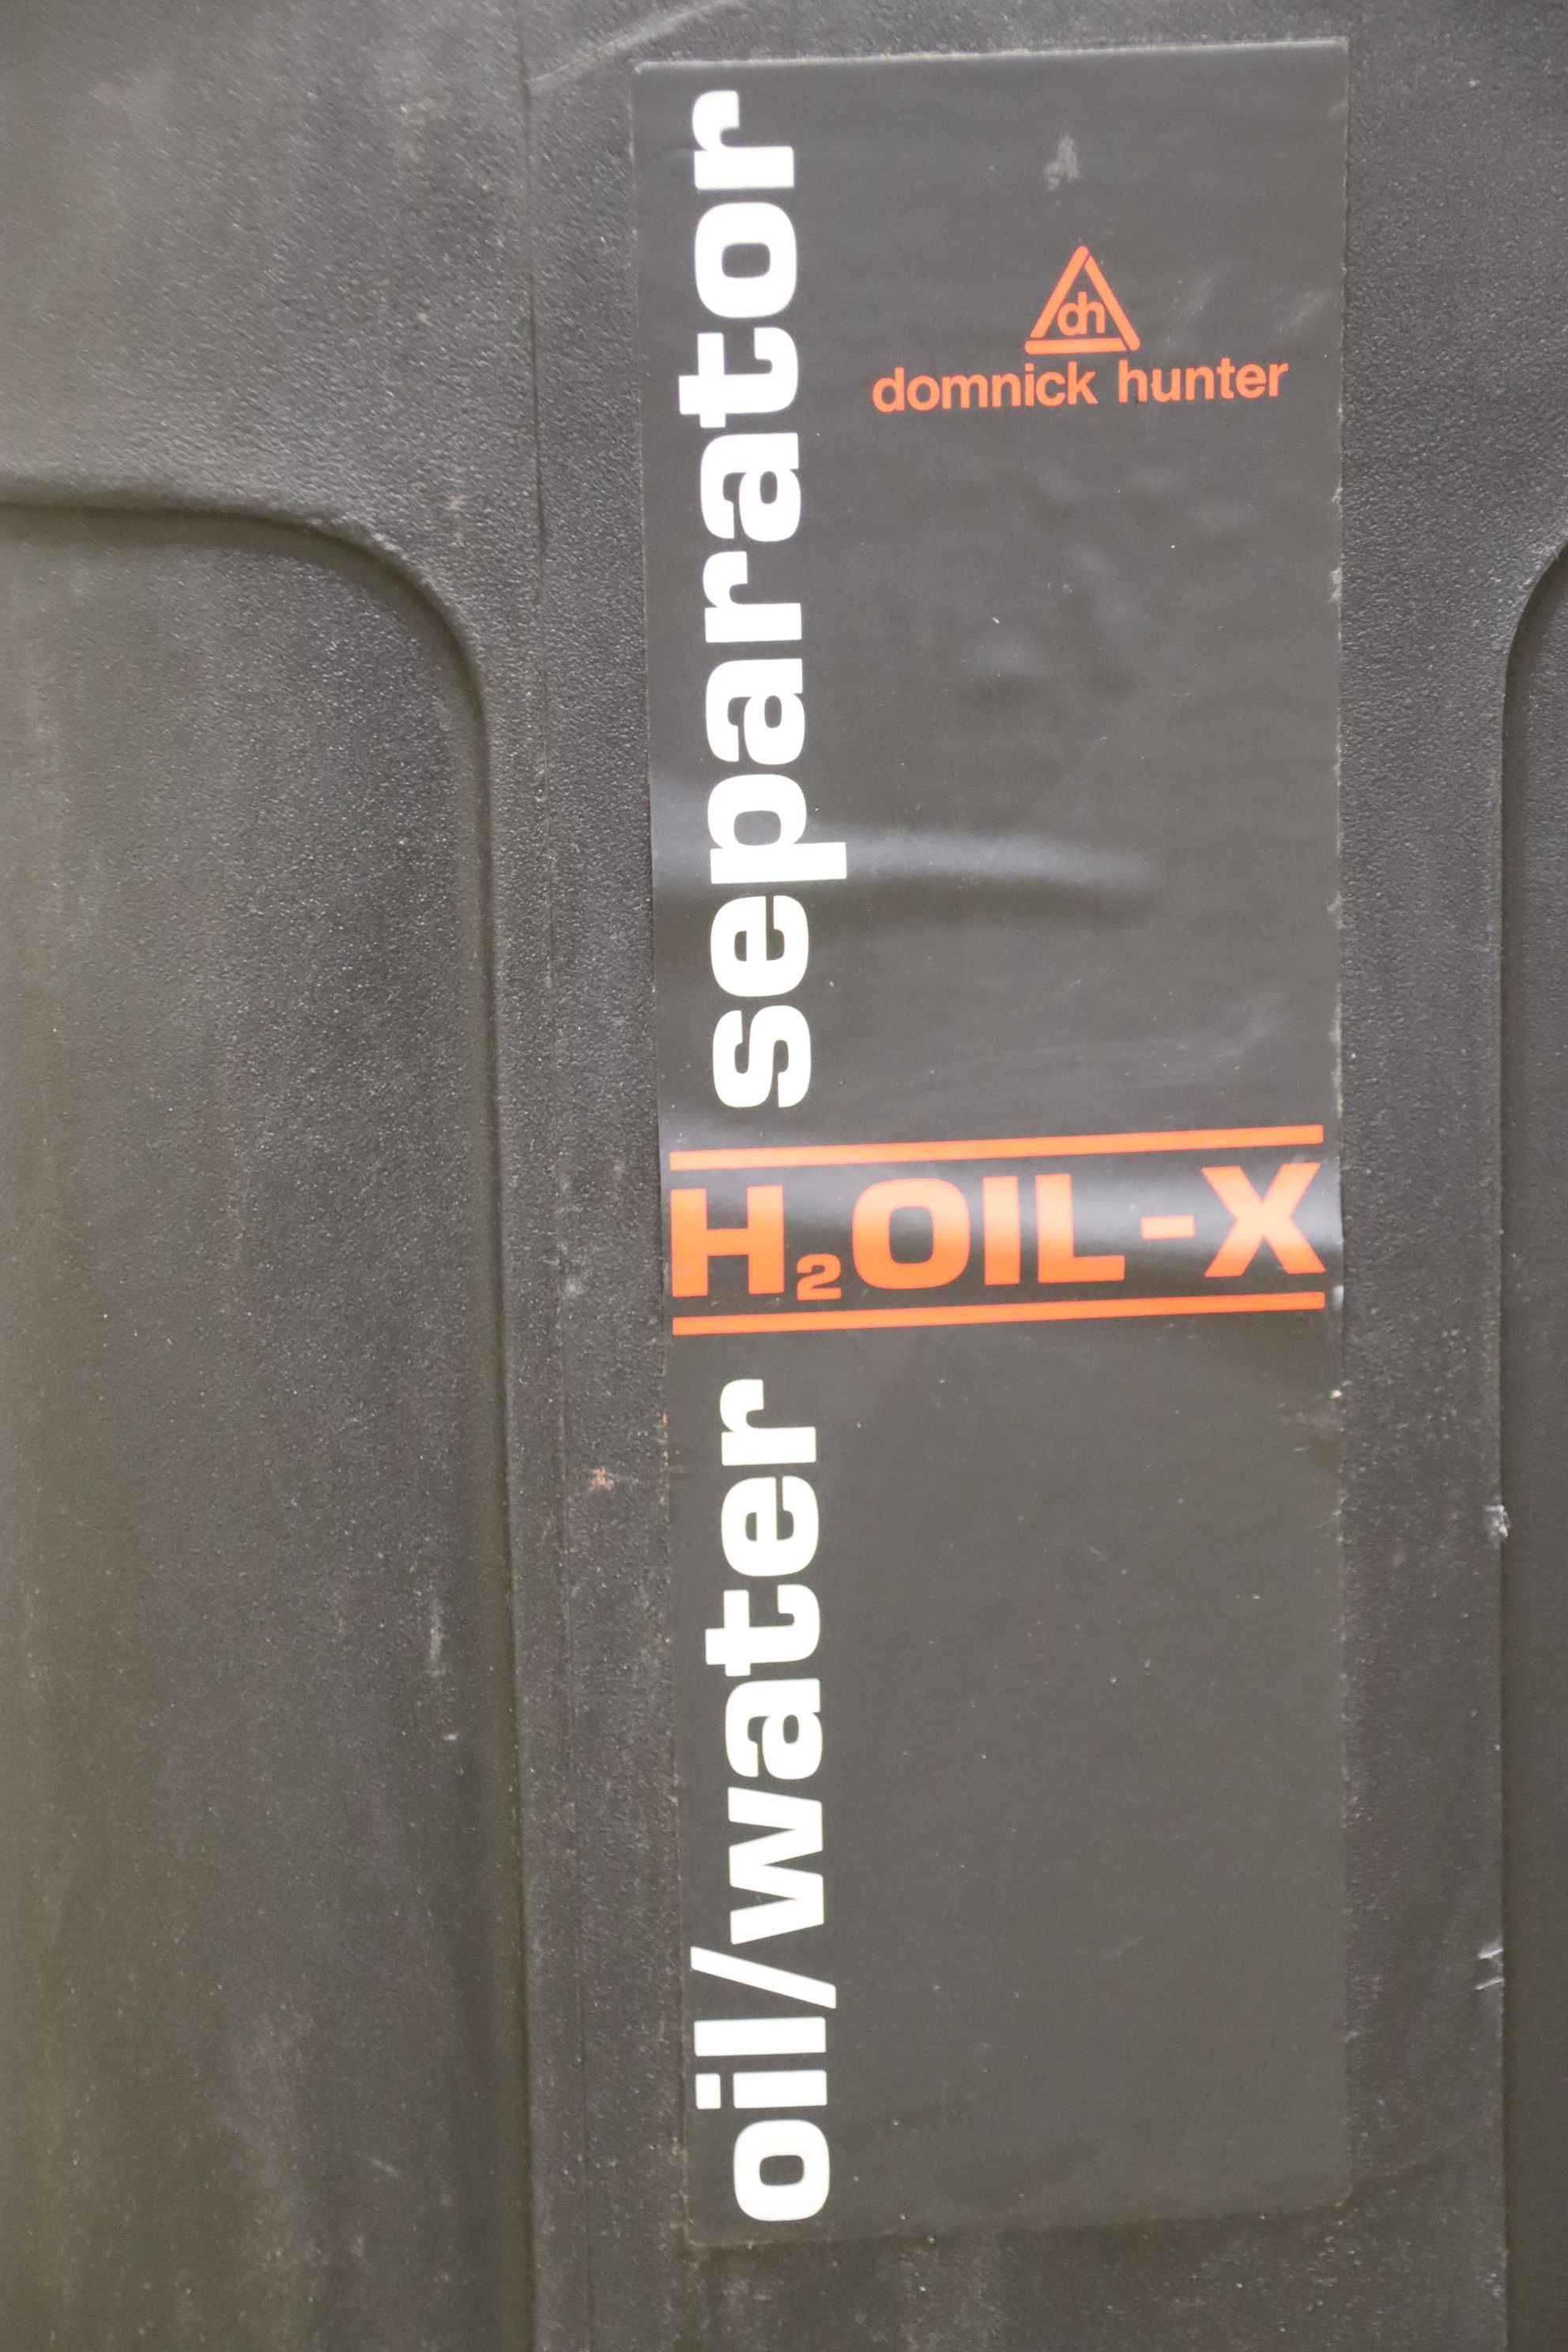 dh
domnick hunter
oil/water separator
H₂OIL-X